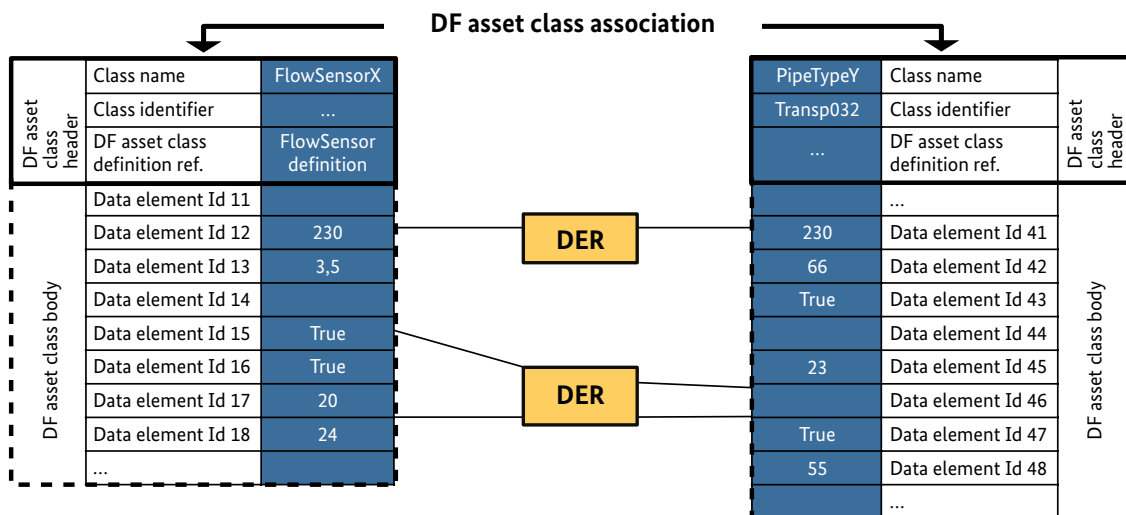 DF asset class association
DF asset
class
header
Class name FlowSensorX
Class identifier ...
DF asset class
definition ref.
FlowSensor
definition
DF asset class body
Data element Id 11
Data element Id 12 230
Data element Id 13 3,5
Data element Id 14
Data element Id 15 True
Data element Id 16 True
Data element Id 17 20
Data element Id 18 24
...
DER
DER
PipeTypeY Class name
Transp032 Class identifier
... DF asset class
definition ref.
DF asset
class
header
...
230 Data element Id 41
66 Data element Id 42
True Data element Id 43
Data element Id 44
23 Data element Id 45
Data element Id 46
True Data element Id 47
55 Data element Id 48
...
DF asset class body